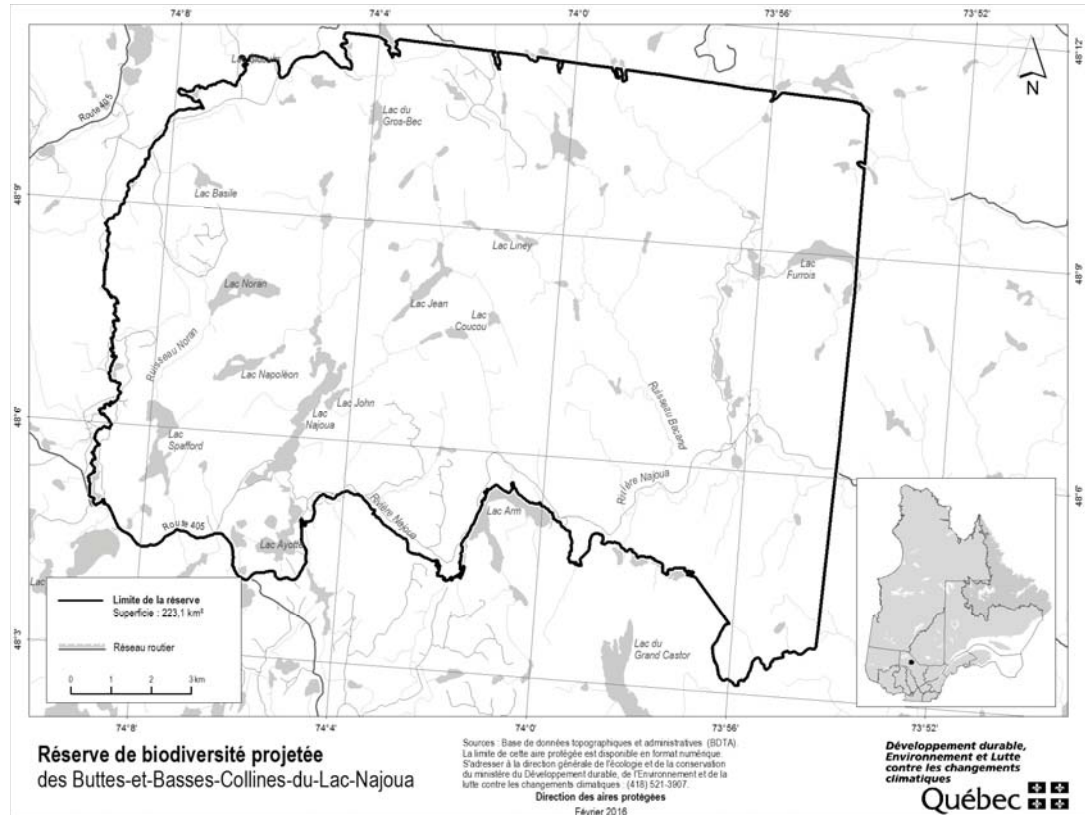 74°8'
74°4'
74°0'
73°56'
73°52'
48°12'
N
Route 405
Lac du
Gros-Bec
48°9'
Lac Basile
Lac Liney
Lac
Furrois
48°9'
Lac Noran
Lac Jean
Lac
Coucou
Ruisseau Noran
Lac Napoléon
Lac John
Lac
Najoua
Ruisseau Bacand
48°6'
Lac
Spafford
Rivière Najoua
48°6'
Rivière Najoua
Lac Arm
Route 405
Lac Ayotte
Lac
Limite de la réserve
Superficie : 223,1 km²
Réseau routier
0 1 2 3 km
48°3'
Lac du
Grand Castor
74°8'
74°4'
74°0'
73°56'
73°52'
Réserve de biodiversité projetée
des Buttes-et-Basses-Collines-du-Lac-Najoua
Sources : Base de données topographiques et administratives (BDTA).
La limite de cette aire protégée est disponible en format numérique.
S'adresser à la direction générale de l'écologie et de la conservation
du ministère du Développement durable, de l'Environnement et de la
lutte contre les changements climatiques : (418) 521-3907.
Direction des aires protégées
Février 2016
Développement durable,
Environnement et Lutte
contre les changements
climatiques
Québec